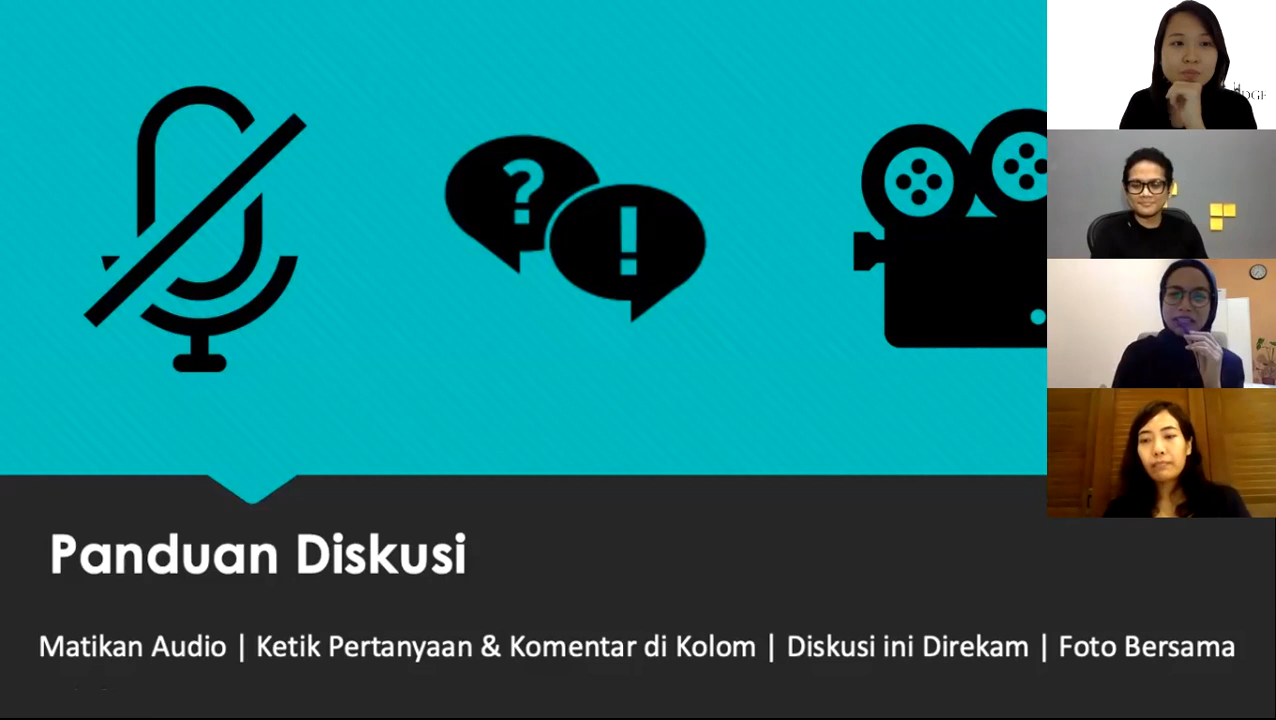 ?
!
Panduan Diskusi
Matikan Audio | Ketik Pertanyaan & Komentar di Kolom | Diskusi ini Direkam | Foto Bersama